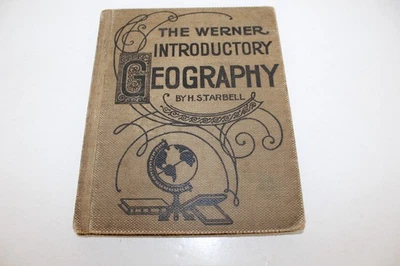 THE WERNER
INTRODUCTORY
GEOGRAPHY
BY H.S.TARBELL